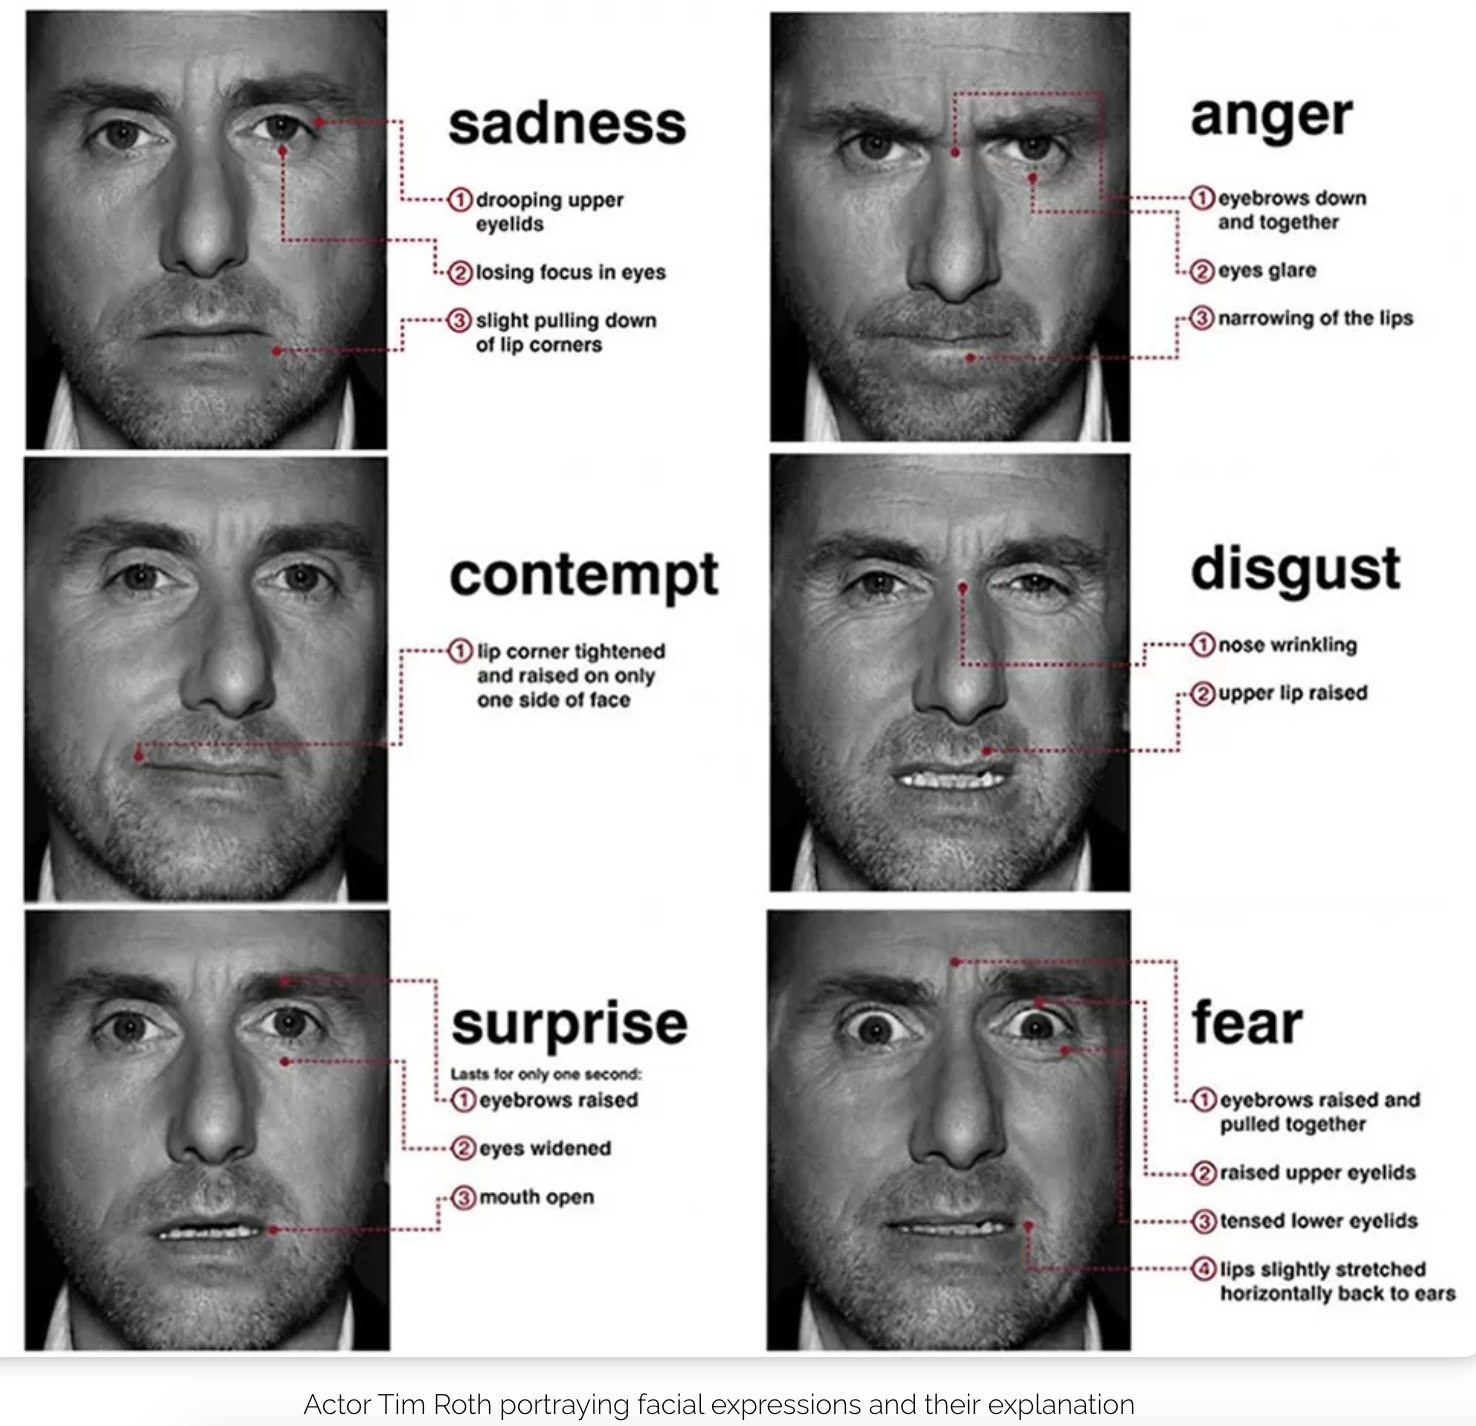 sadness
1 drooping upper
eyelids
2 losing focus in eyes
3 slight pulling down
of lip corners
anger
1 eyebrows down
and together
2 eyes glare
3 narrowing of the lips
contempt
1 lip corner tightened
and raised on only
one side of face
disgust
1 nose wrinkling
2 upper lip raised
surprise
Lasts for only one second:
1 eyebrows raised
2 eyes widened
3 mouth open
fear
1 eyebrows raised and
pulled together
2 raised upper eyelids
3 tensed lower eyelids
4 lips slightly stretched
horizontally back to ears
Actor Tim Roth portraying facial expressions and their explanation